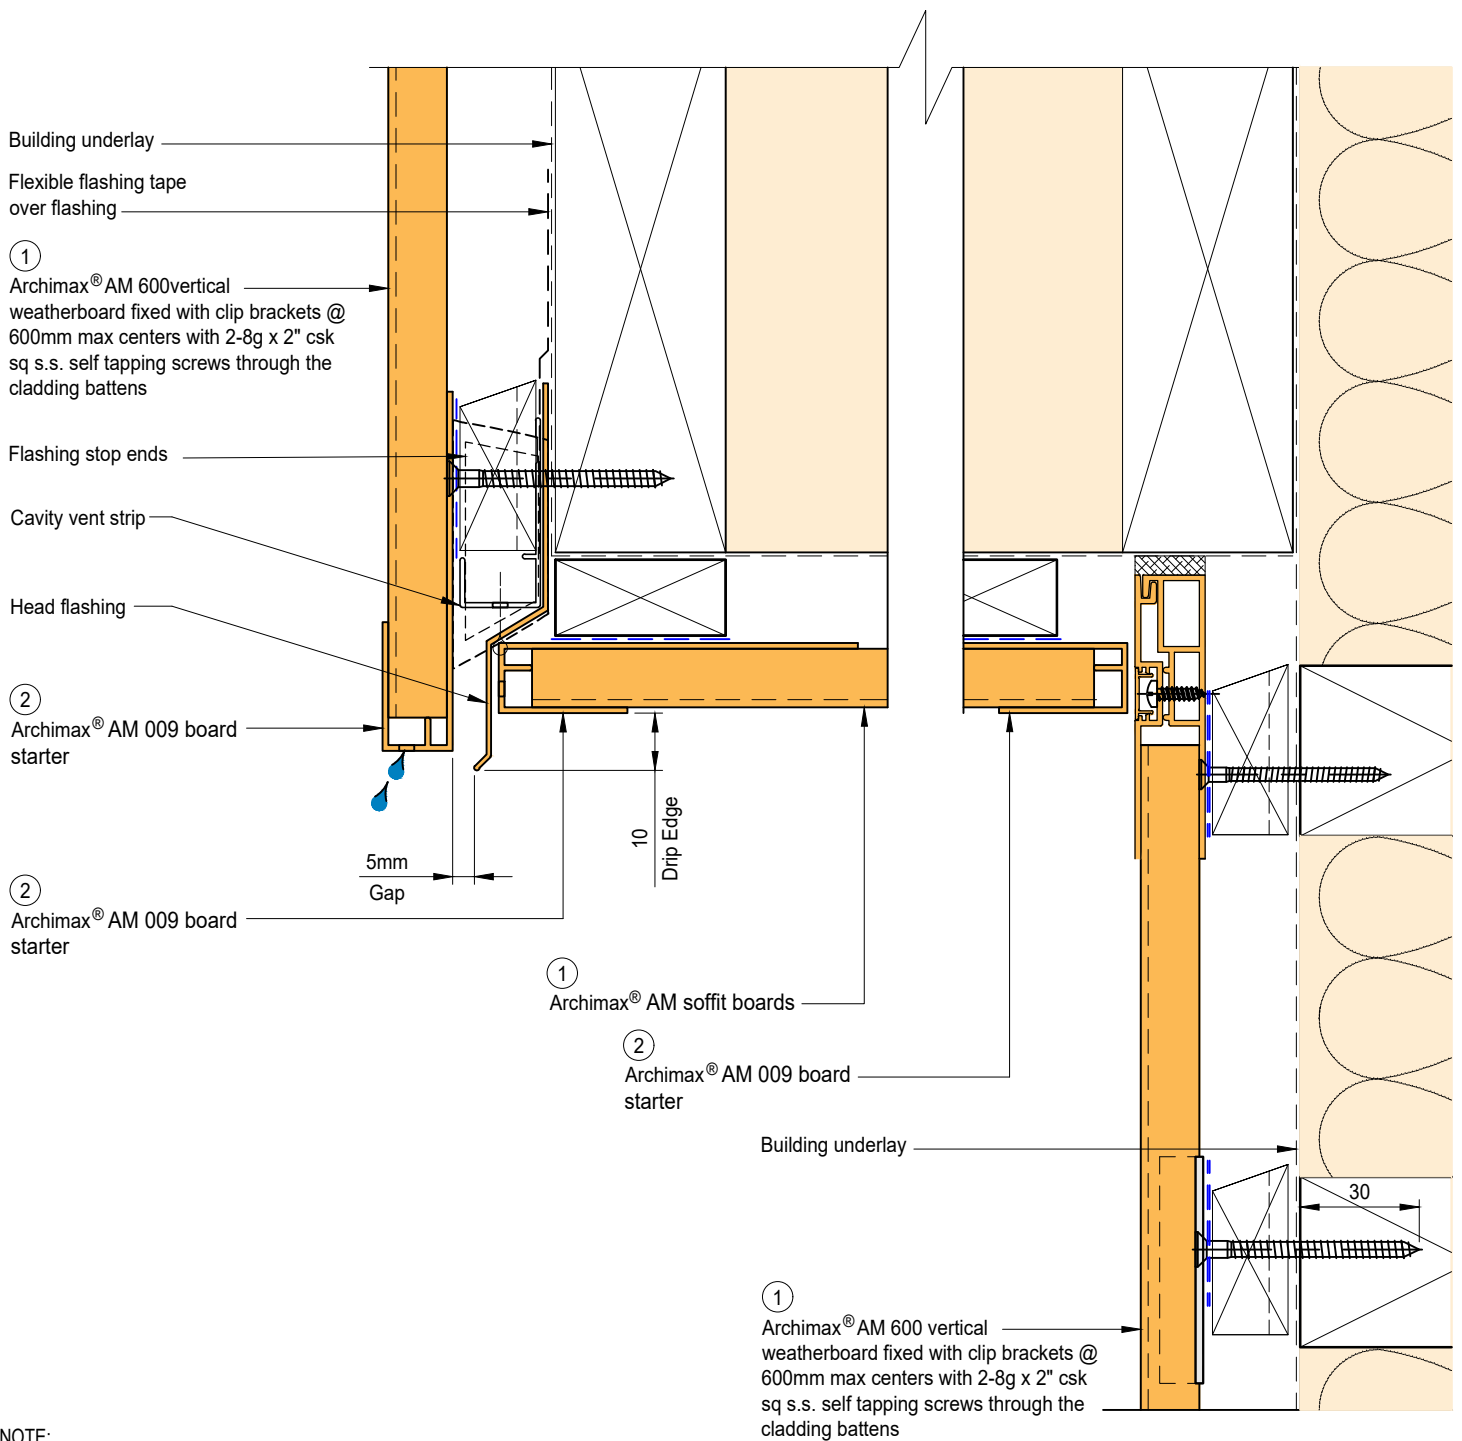 Building underlay
Flexible flashing tape
over flashing
1
Archimax® AM 600vertical
weatherboard fixed with clip brackets @
600mm max centers with 2-8g x 2" csk
sq s.s. self tapping screws through the
cladding battens
Flashing stop ends
Cavity vent strip
Head flashing
2
Archimax® AM 009 board
starter
10
Drip Edge
5mm
Gap
2
Archimax® AM 009 board
starter
1
Archimax® AM soffit boards
2
Archimax® AM 009 board
starter
Building underlay
30
1
Archimax® AM 600 vertical
weatherboard fixed with clip brackets @
600mm max centers with 2-8g x 2" csk
sq s.s. self tapping screws through the
cladding battens
NOTE: